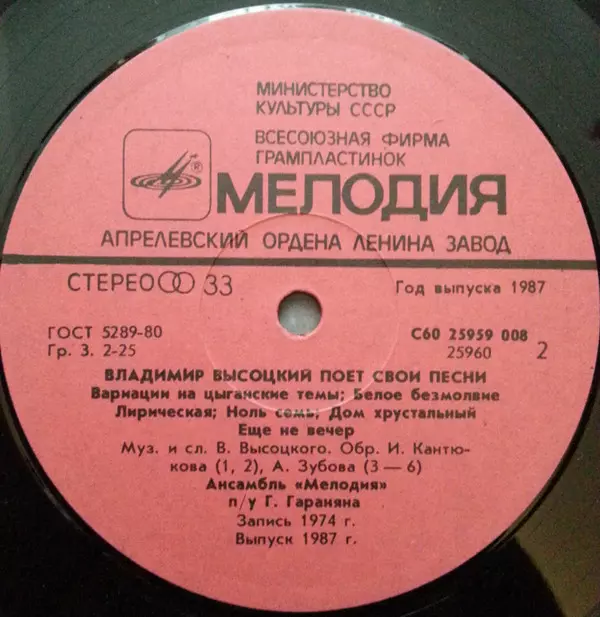 МИНИСТЕРСТВО
КУЛЬТУРЫ СССР
ВСЕСОЮЗНАЯ ФИРМА
ГРАМПЛАСТИНОК
®
МЕЛОДИЯ
АПРЕЛЕВСКИЙ ОРДЕНА ЛЕНИНА ЗАВОД
СТЕРЕО 33
Год выпуска 1987
ГОСТ 5289-80
С60 25959 008
Гр. 3. 2-25
25960
2
ВЛАДИМИР ВЫСОЦКИЙ ПОЕТ СВОИ ПЕСНИ
Вариации на цыганские темы; Белое безмолвие
Лирическая; Ноль семь; Дом хрустальный
Еще не вечер
Муз. и сл. В. Высоцкого. Обр. И. Кантю-
кова (1, 2), А. Зубова (3 — 6)
Ансамбль «Мелодия»
п/у Г. Гараняна
Запись 1974 г.
Выпуск 1987 г.